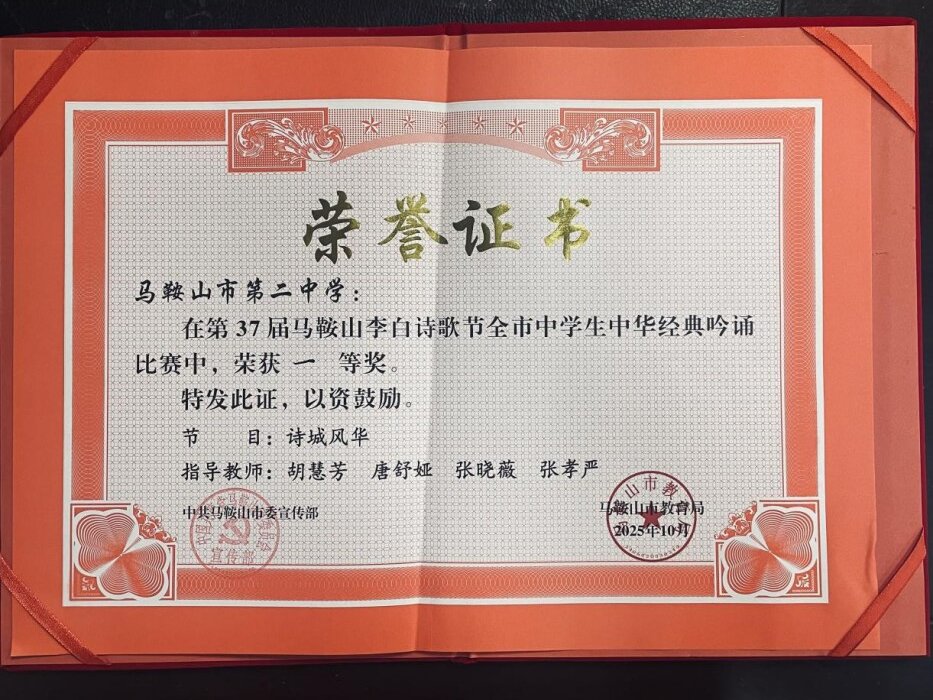 荣誉证书
马鞍山市第二中学：
在第 37 届马鞍山李白诗歌节全市中学生中华经典吟诵
比赛中，荣获 一 等奖。
特发此证，以资鼓励。
节 目：诗城风华
指导教师：胡慧芳 唐舒娅 张晓薇 张孝严
中共马鞍山市委宣传部
宣传部
马鞍山市教育局
2025年10月